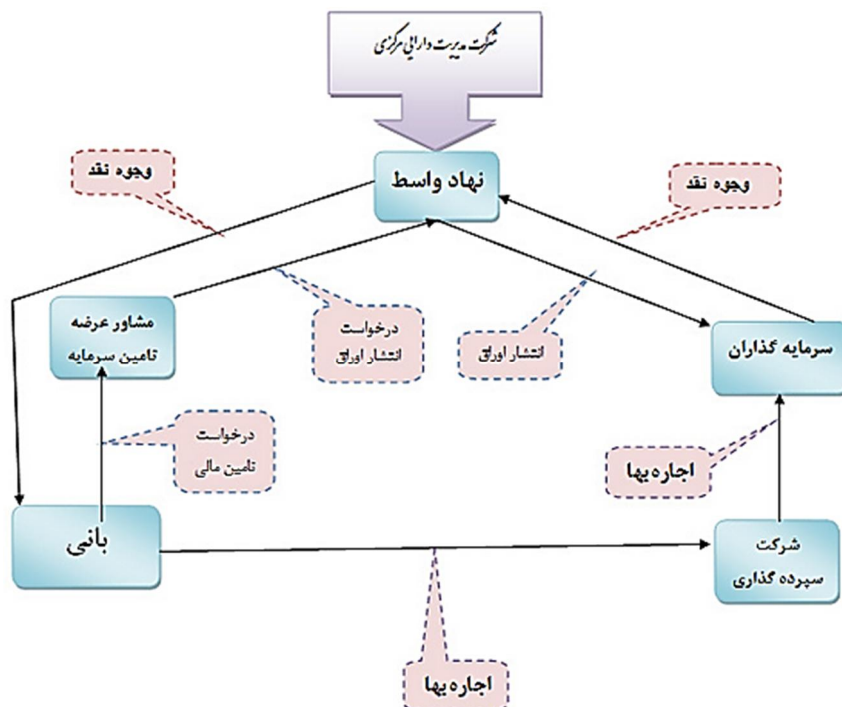 شرکت مدیریت دارایی مرکزی
نهاد واسط
وجوه نقد
وجوه نقد
مشاور عرضه
تامین سرمایه
درخواست
انتشار اوراق
انتشار اوراق
سرمایه گذاران
درخواست
تامین مالی
اجاره بها
بانی
شرکت
سپرده گذاری
اجاره بها